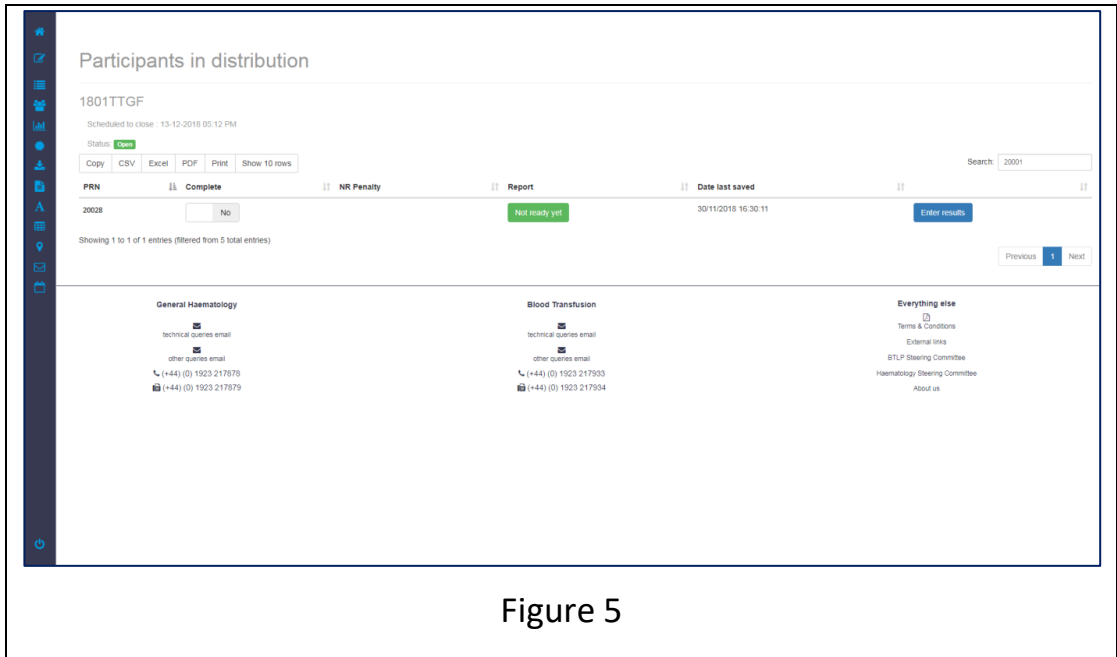 Participants in distribution
1801TTGF
Scheduled to close : 13-12-2018 05:12 PM
Status: Open
Copy CSV Excel PDF Print Show 10 rows Search: 20001
PRN Complete NR Penalty Report Date last saved
20028 No Not ready yet 30/11/2018 16:30:11 Enter results
Showing 1 to 1 of 1 entries (filtered from 5 total entries)
Previous 1 Next
General Haematology
technical queries email
other queries email
(+44) (0) 1923 217878
(+44) (0) 1923 217879
Blood Transfusion
technical queries email
other queries email
(+44) (0) 1923 217933
(+44) (0) 1923 217934
Everything else
Terms & Conditions
External links
BTLP Steering Committee
Haematology Steering Committee
About us
Figure 5